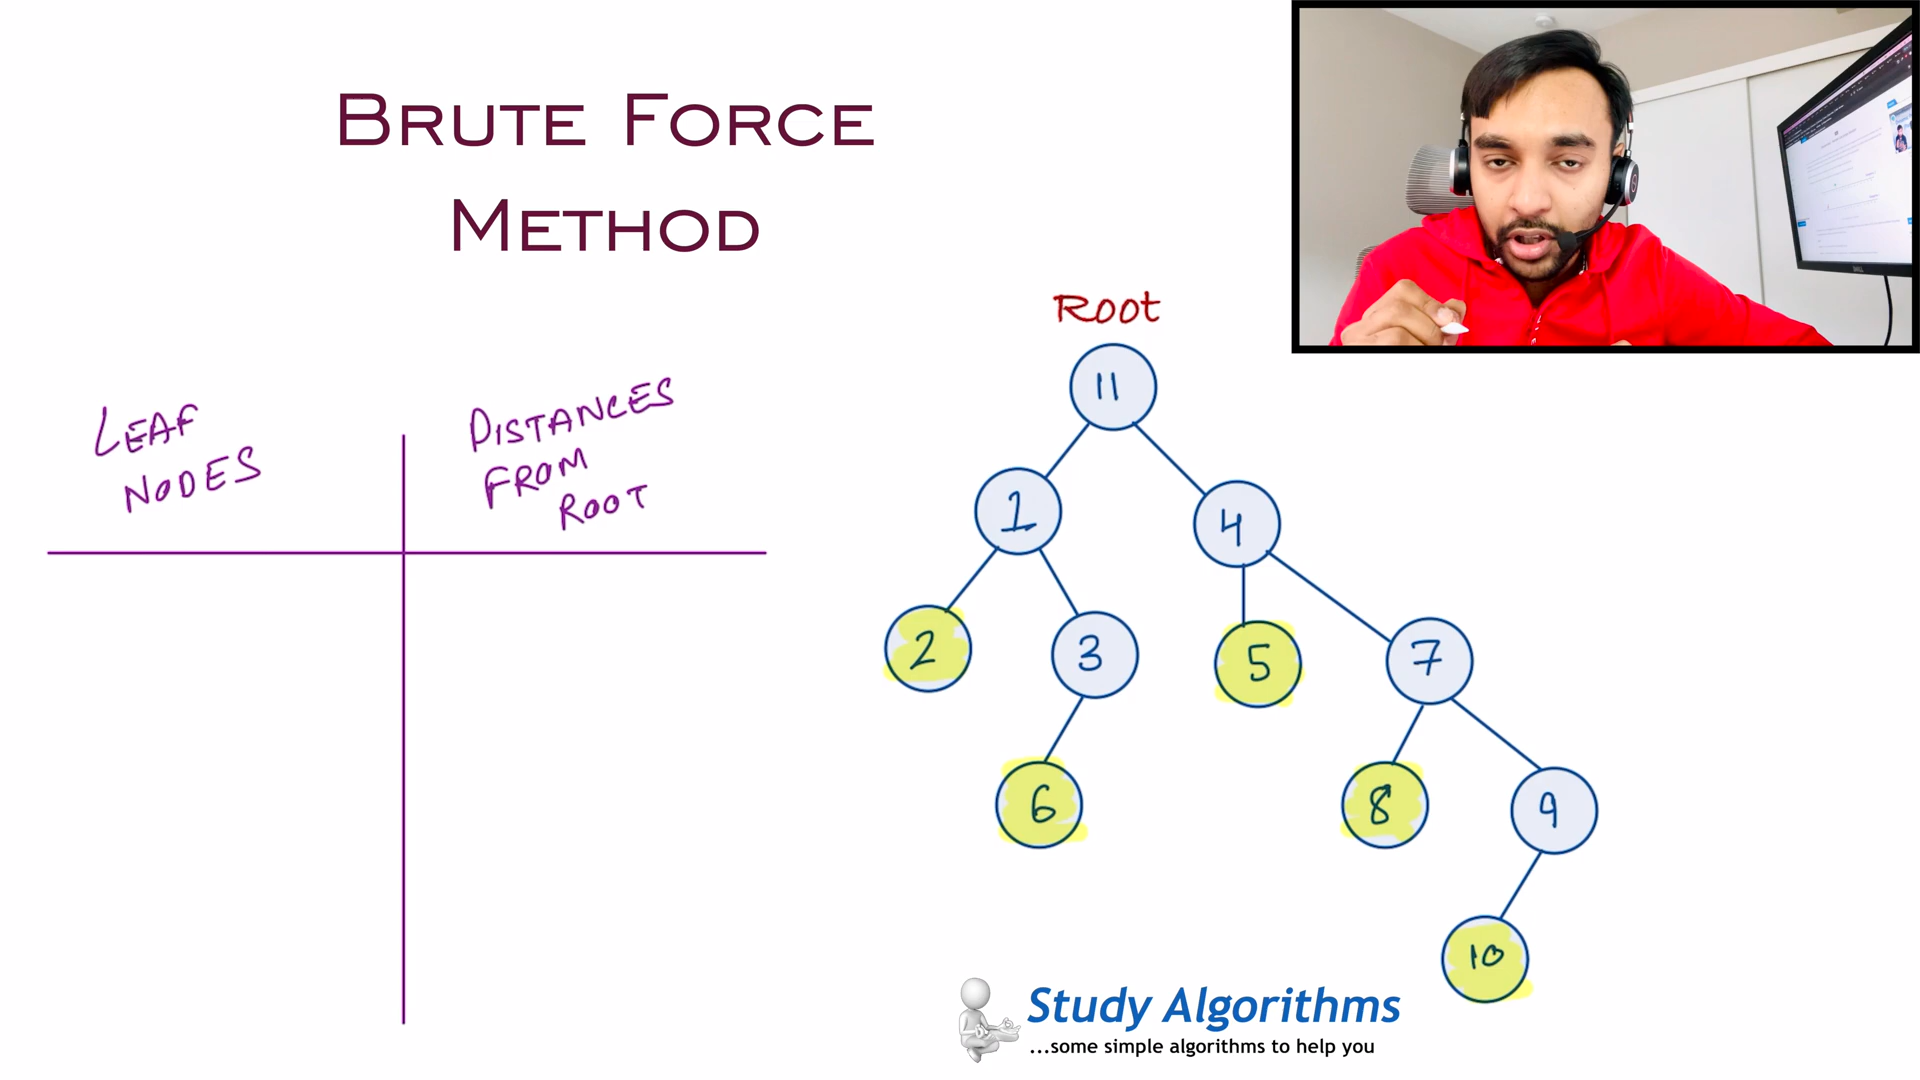 BRUTE FORCE
METHOD
ROOT
LEAF
NODES
DISTANCES
FROM
ROOT
11
1
4
2
3
5
7
6
8
9
10
Study Algorithms
...some simple algorithms to help you